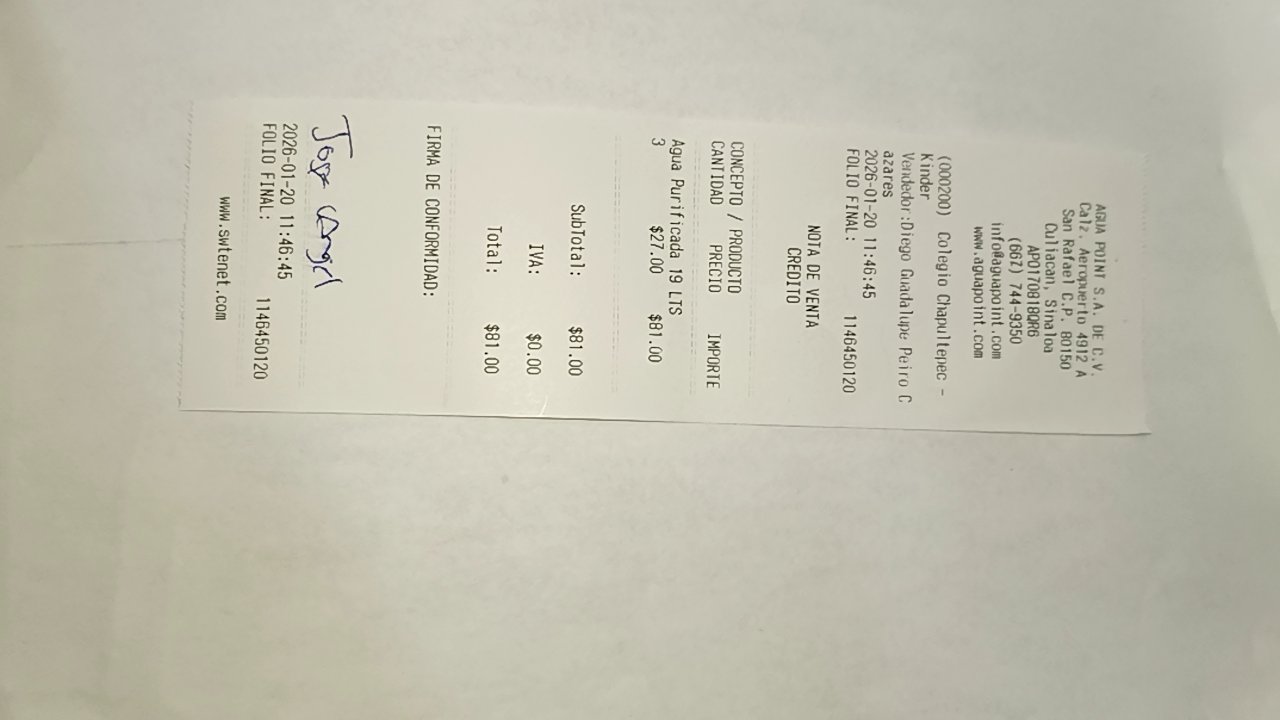 AGUA POINT S.A. DE C.V.
Calz. Aeropuerto 4912 A
San Rafael C.P. 80150
Culiacan, Sinaloa
APO170818QR6
(667) 744-9350
info@aguapoint.com
www.aguapoint.com
(000200) Colegio Chapultepec -
Kinder
Vendedor:Diego Guadalupe Peiro C
azares
2026-01-20 11:46:45
FOLIO FINAL: 1146450120
NOTA DE VENTA
CREDITO
CONCEPTO / PRODUCTO
CANTIDAD PRECIO IMPORTE
Agua Purificada 19 LTS
3 $27.00 $81.00
SubTotal: $81.00
IVA: $0.00
Total: $81.00
FIRMA DE CONFORMIDAD:
Jose Angel
2026-01-20 11:46:45
FOLIO FINAL: 1146450120
www.swtenet.com